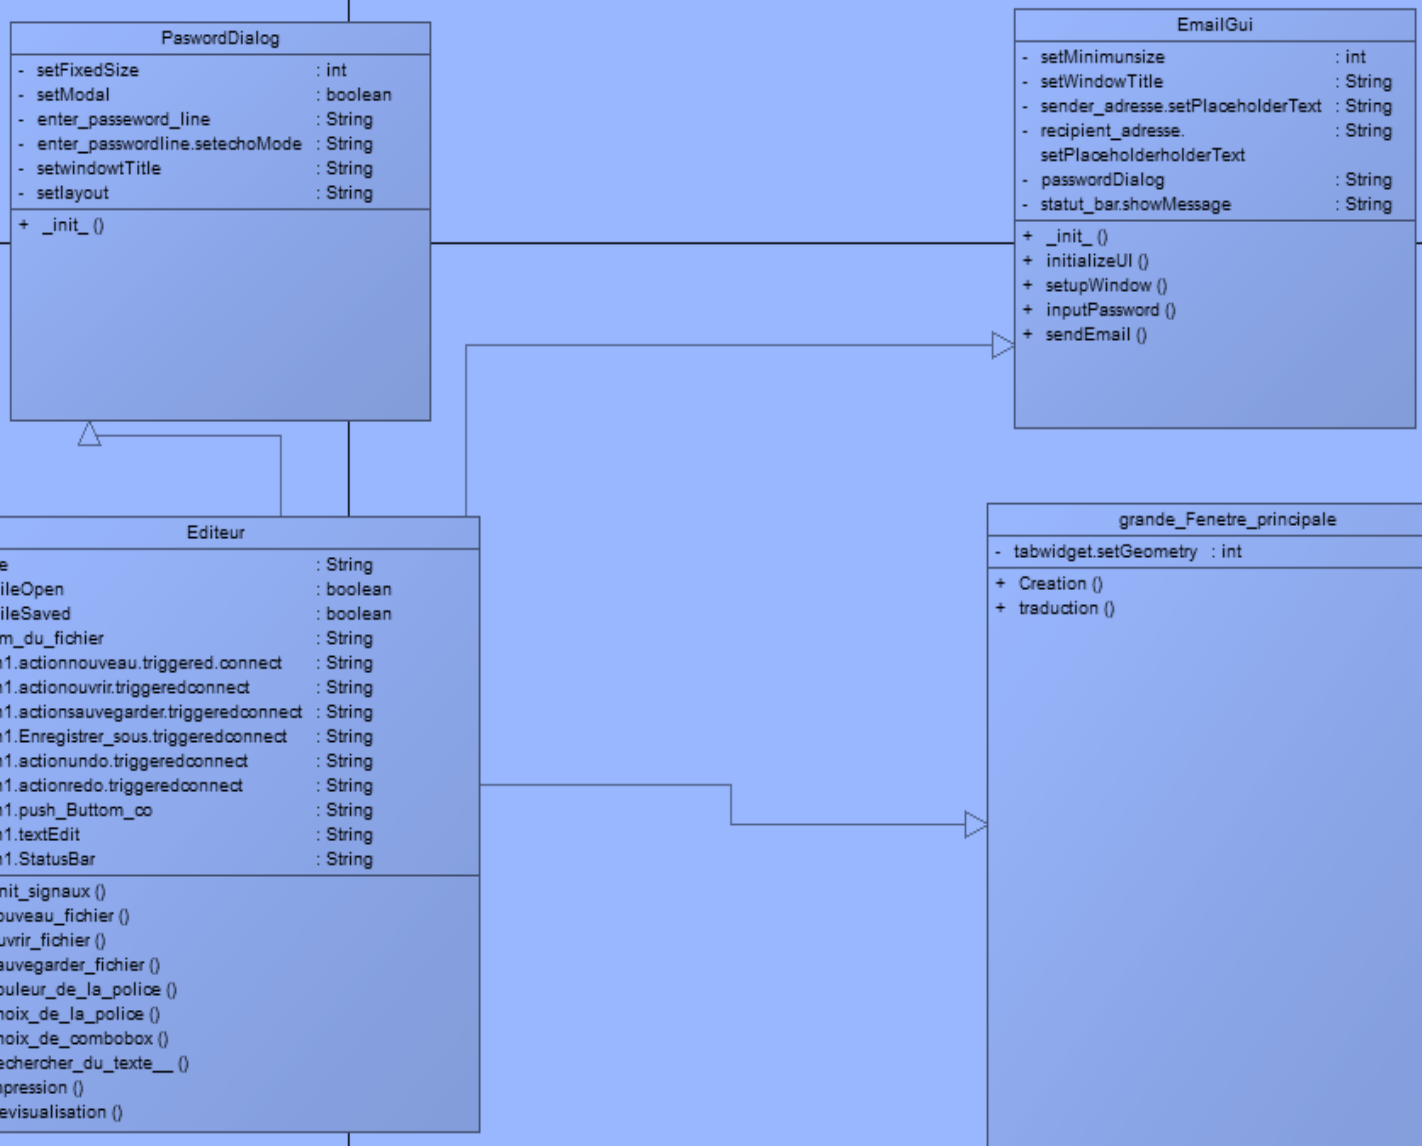 PaswordDialog
- setFixedSize : int
- setModal : boolean
- enter_passeword_line : String
- enter_passwordline.setechoMode : String
- setwindowtTitle : String
- setlayout : String
+ _init_ ()
EmailGui
- setMinimunsize : int
- setWindowTitle : String
- sender_adresse.setPlaceholderText : String
- recipient_adresse. : String
setPlaceholderholderText
- passwordDialog : String
- statut_bar.showMessage : String
+ _init_ ()
+ initializeUI ()
+ setupWindow ()
+ inputPassword ()
+ sendEmail ()
Editeur
e : String
ileOpen : boolean
ileSaved : boolean
m_du_fichier : String
1.actionnouveau.triggered.connect : String
1.actionouvrir.triggeredconnect : String
1.actionsauvegarder.triggeredconnect : String
1.Enregistrer_sous.triggeredconnect : String
1.actionundo.triggeredconnect : String
1.actionredo.triggeredconnect : String
1.push_Buttom_co : String
1.textEdit : String
1.StatusBar : String
nit_signaux ()
ouveau_fichier ()
uvrir_fichier ()
auvegarder_fichier ()
ouleur_de_la_police ()
hoix_de_la_police ()
hoix_de_combobox ()
echercher_du_texte__ ()
pression ()
evisualisation ()
grande_Fenetre_principale
- tabwidget.setGeometry : int
+ Creation ()
+ traduction ()